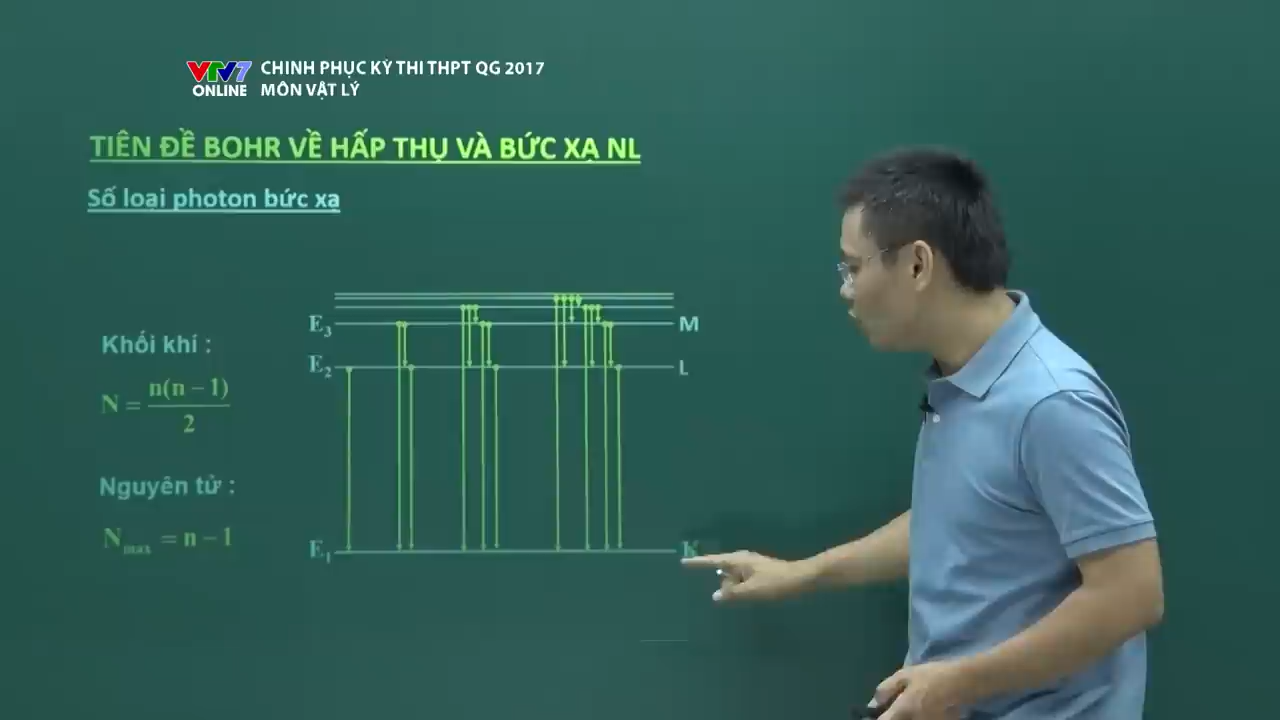 VTV7
ONLINE
CHINH PHỤC KỲ THI THPT QG 2017
MÔN VẬT LÝ
TIÊN ĐỀ BOHR VỀ HẤP THỤ VÀ BỨC XẠ NL
Số loại photon bức xạ
Khối khí :
N = n(n – 1)
2
Nguyên tử :
Nmax = n – 1
E3
M
E2
L
E1
K